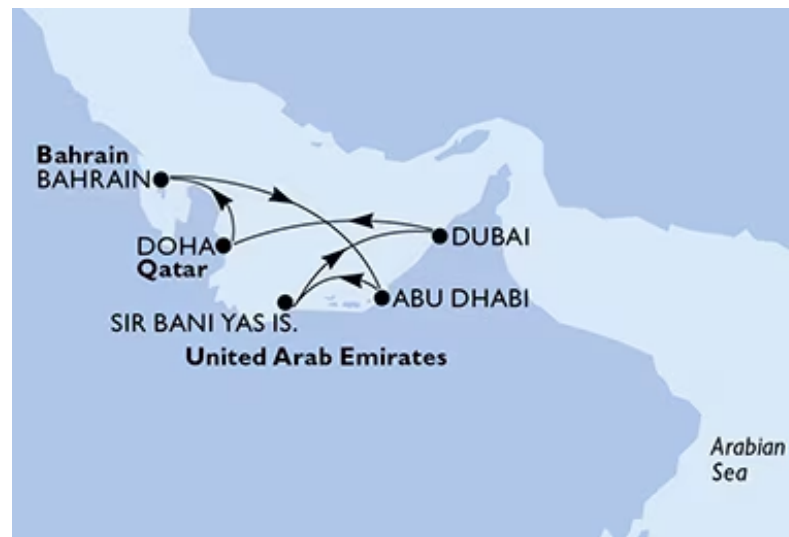 Bahrain
BAHRAIN
DOHA
Qatar
DUBAI
ABU DHABI
SIR BANI YAS IS.
United Arab Emirates
Arabian
Sea